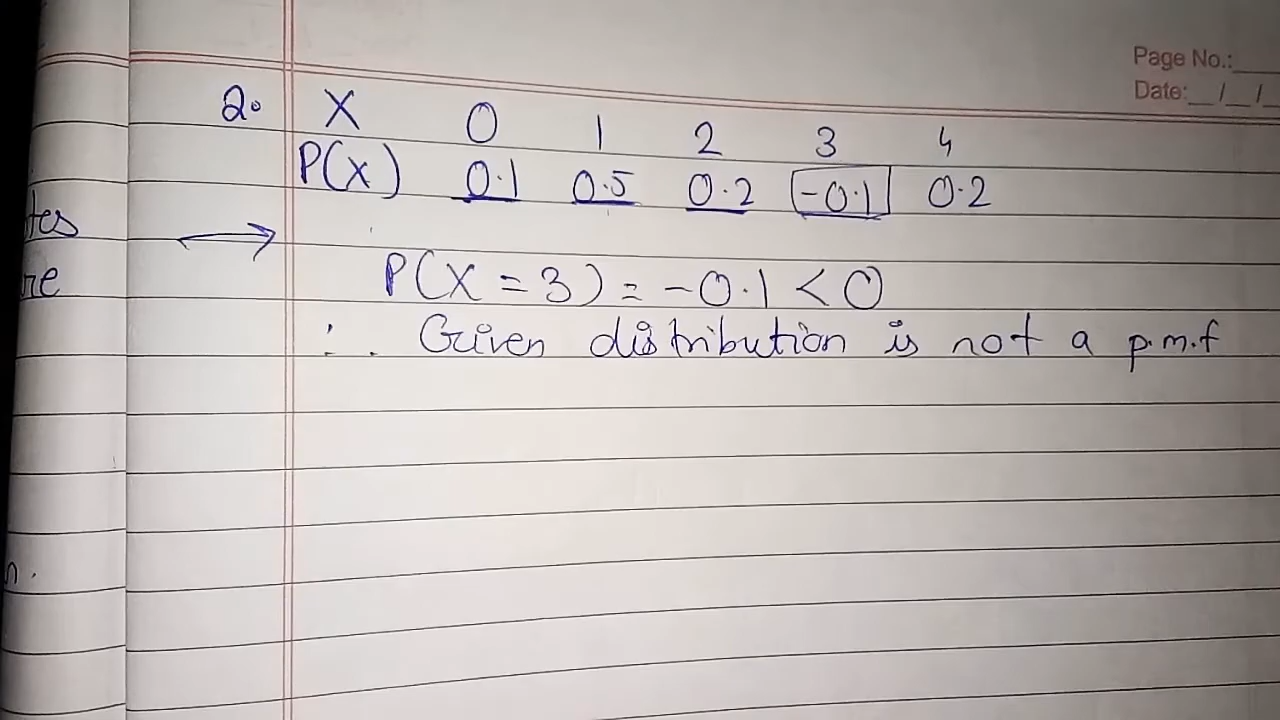 Page No.:
Date: / /
2. X 0 1 2 3 4
P(X) 0.1 0.5 0.2 -0.1 0.2
P(X = 3) = -0.1 < 0
∴ Given distribution is not a p.m.f